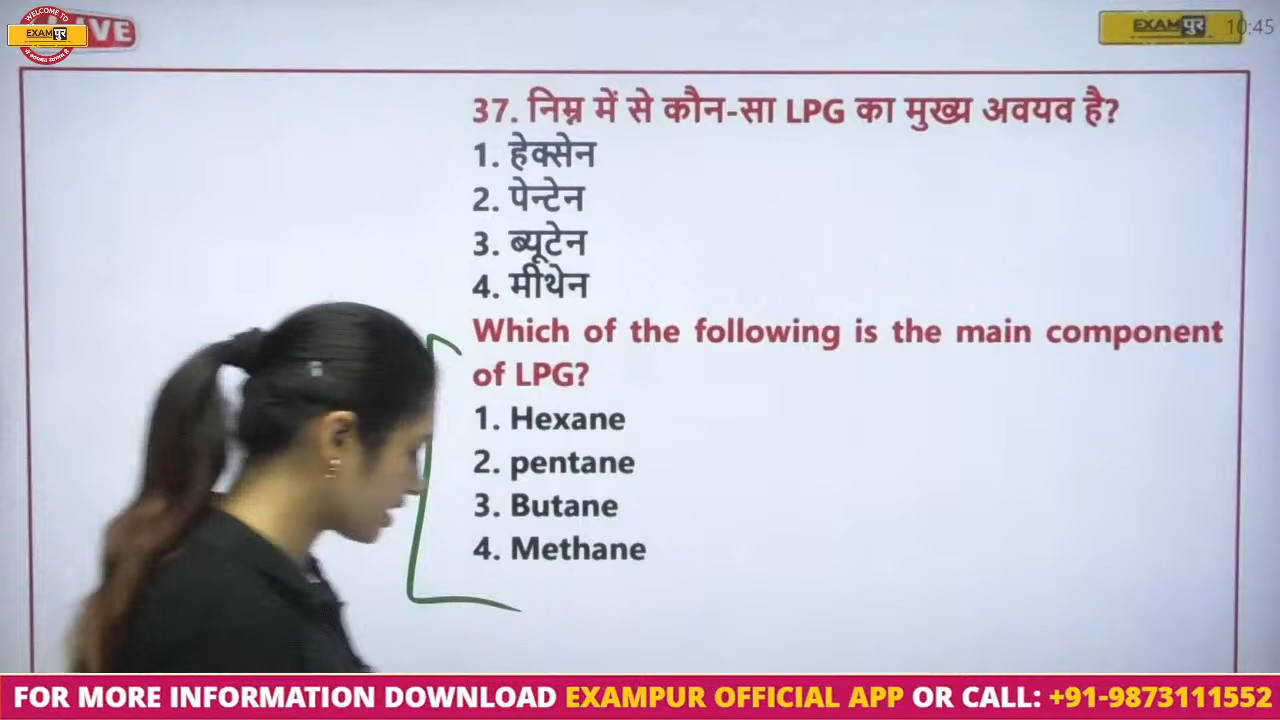 WELCOME TO
EXAMपुर
EXAMपुर 10:45
37. निम्न में से कौन-सा LPG का मुख्य अवयव है?
1. हेक्सेन
2. पेन्टेन
3. ब्यूटेन
4. मीथेन
Which of the following is the main component
of LPG?
1. Hexane
2. pentane
3. Butane
4. Methane
FOR MORE INFORMATION DOWNLOAD EXAMPUR OFFICIAL APP OR CALL: +91-9873111552